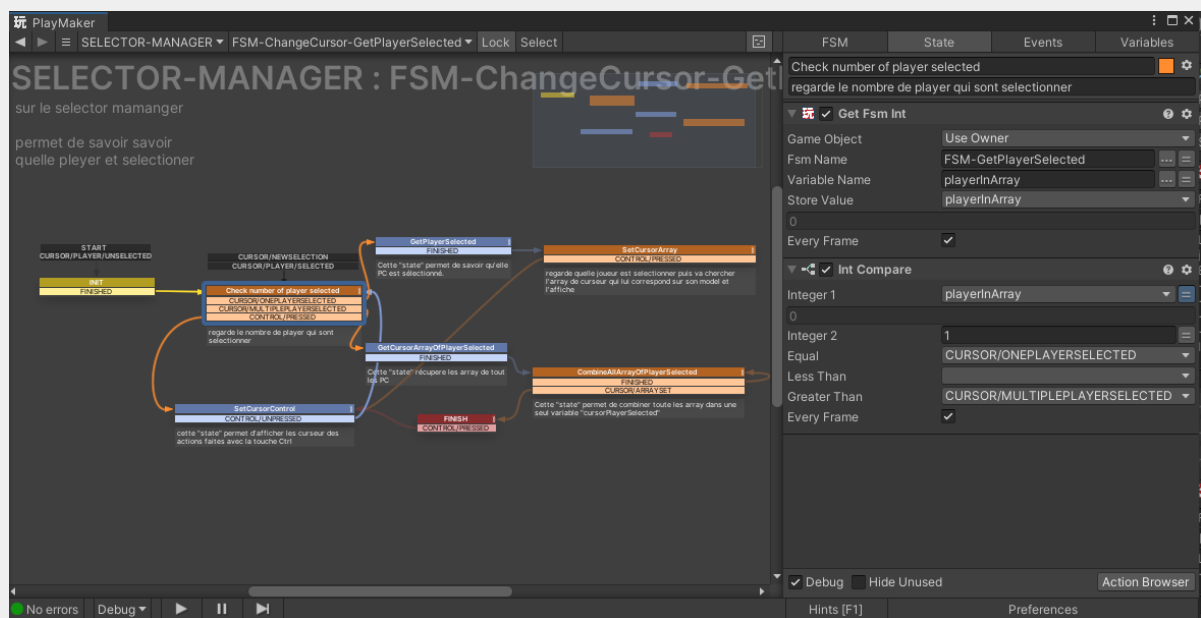 PlayMaker
SELECTOR-MANAGER
FSM-ChangeCursor-GetPlayerSelected
Lock
Select
SELECTOR-MANAGER : FSM-ChangeCursor-Get
sur le selector mamanger
permet de savoir savoir
quelle pleyer et selectioner
START
CURSOR/PLAYER/UNSELECTED
INIT
FINISHED
CURSOR/NEWSELECTION
CURSOR/PLAYER/SELECTED
Check number of player selected
CURSOR/ONEPLAYERSELECTED
CURSOR/MULTIPLEPLAYERSELECTED
CONTROL/PRESSED
regarde le nombre de player qui sont
selectionner
GetPlayerSelected
FINISHED
Cette "state" permet de savoir qu'elle
PC est sélectionné.
SetCursorArray
CONTROL/PRESSED
regarde quelle joueur est selectionner puis va chercher
l'array de curseur qui lui correspond sur son model et
l'affiche
GetCursorArrayOfPlayerSelected
FINISHED
Cette "state" récupere les array de tout
les PC
CombineAllArrayOfPlayerSelected
FINISHED
CURSOR/ARRAYSET
Cette "state" permet de combiner toute les array dans une
seul variable "cursorPlayerSelected"
SetCursorControl
CONTROL/UNPRESSED
cette "state" permet d'afficher les curseur des
actions faites avec la touche Ctrl
FINISH
CONTROL/PRESSED
No errors
Debug
FSM
State
Events
Variables
Check number of player selected
regarde le nombre de player qui sont selectionner
Get Fsm Int
Game Object
Use Owner
Fsm Name
FSM-GetPlayerSelected
Variable Name
playerInArray
Store Value
playerInArray
0
Every Frame
Int Compare
Integer 1
playerInArray
0
Integer 2
1
Equal
CURSOR/ONEPLAYERSELECTED
Less Than
Greater Than
CURSOR/MULTIPLEPLAYERSELECTED
Every Frame
Debug
Hide Unused
Action Browser
Hints [F1]
Preferences